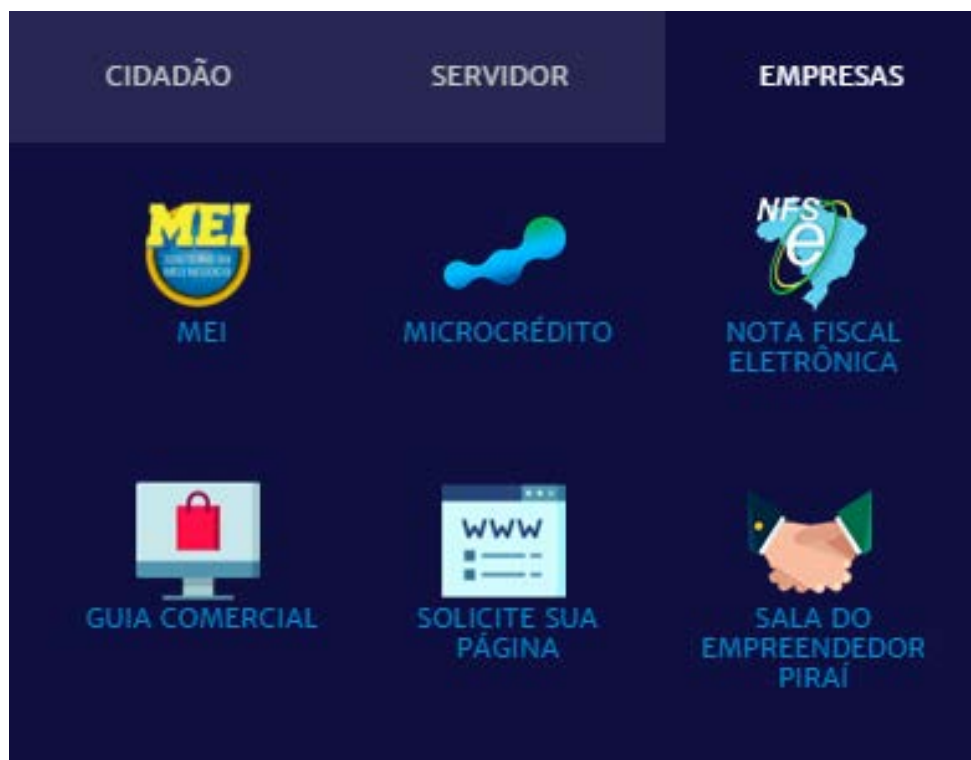 CIDADÃO
SERVIDOR
EMPRESAS
MEI
NFS
e
MEI
MICROCRÉDITO
NOTA FISCAL
ELETRÔNICA
WWW
GUIA COMERCIAL
SOLICITE SUA
PÁGINA
SALA DO
EMPREENDEDOR
PIRAÍ